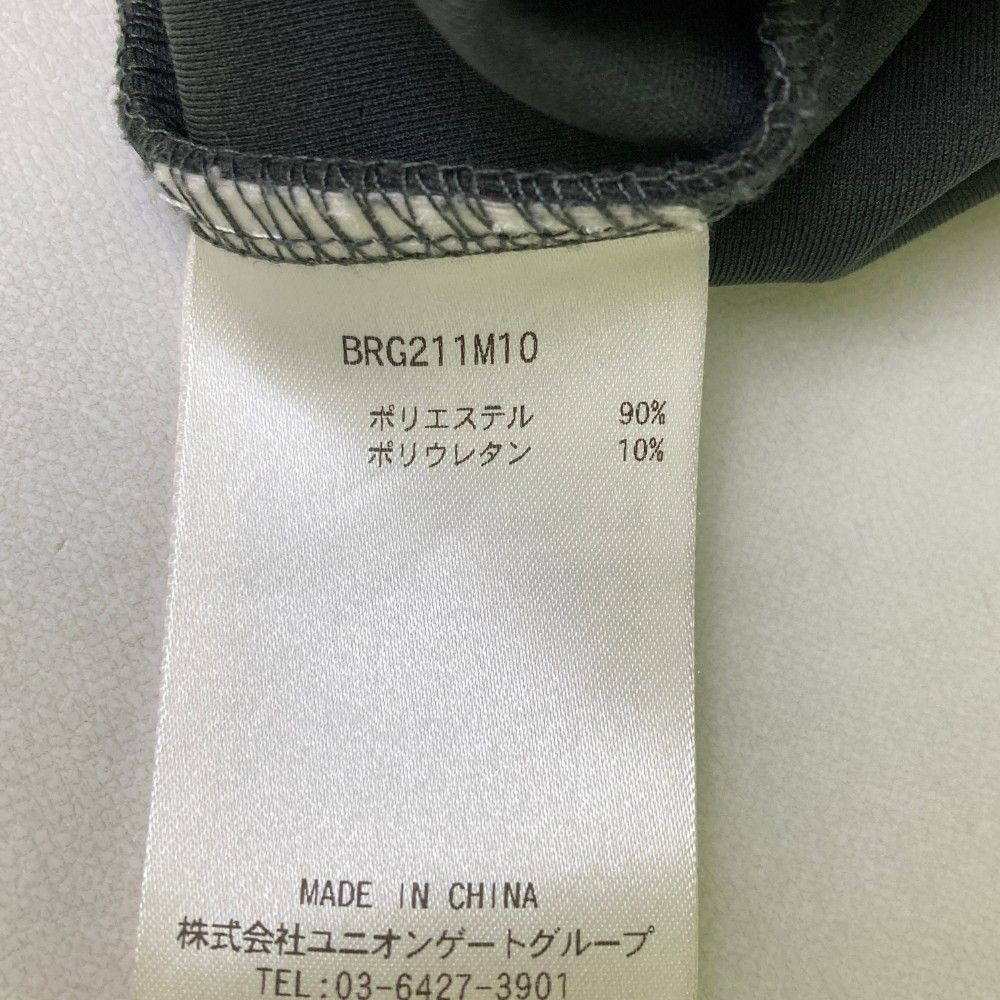 BRG211M10
ポリエステル 90%
ポリウレタン 10%
MADE IN CHINA
株式会社ユニオンゲートグループ
TEL:03-6427-3901